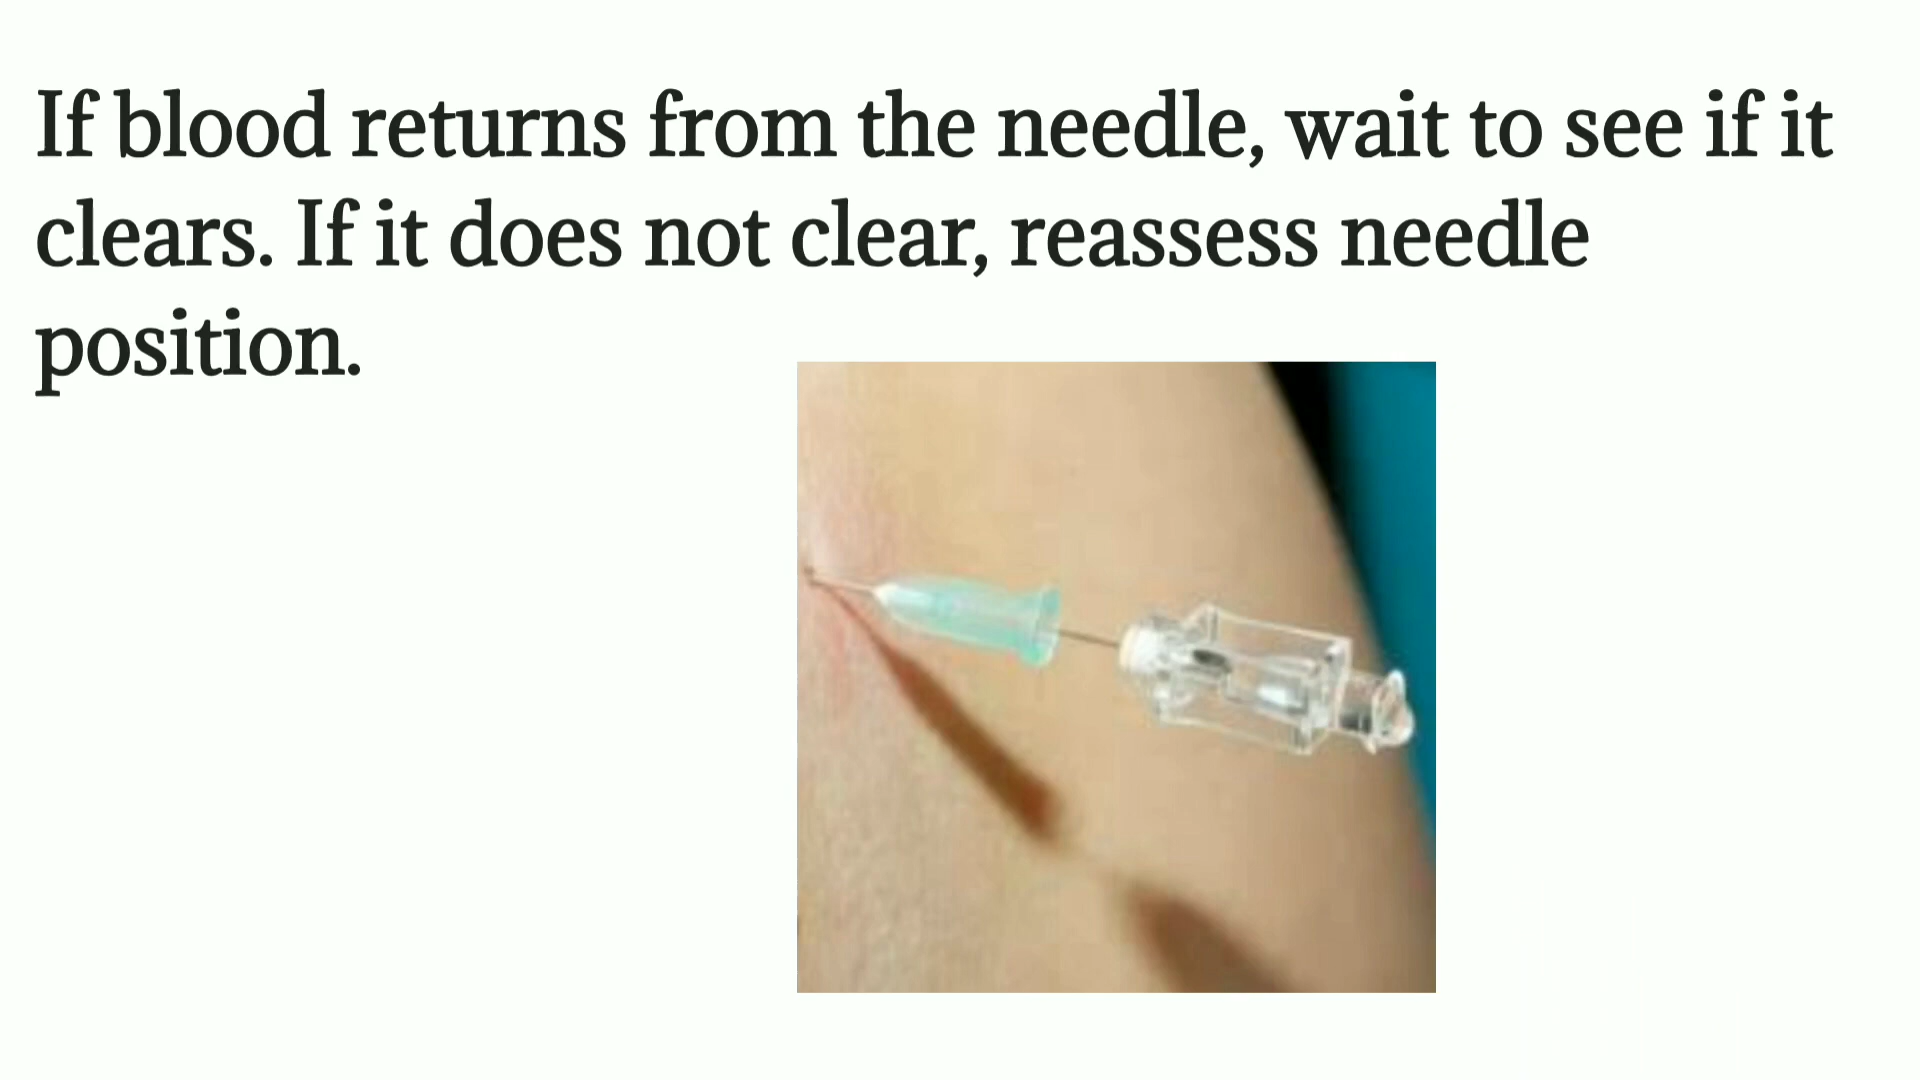 If blood returns from the needle, wait to see if it
clears. If it does not clear, reassess needle
position.